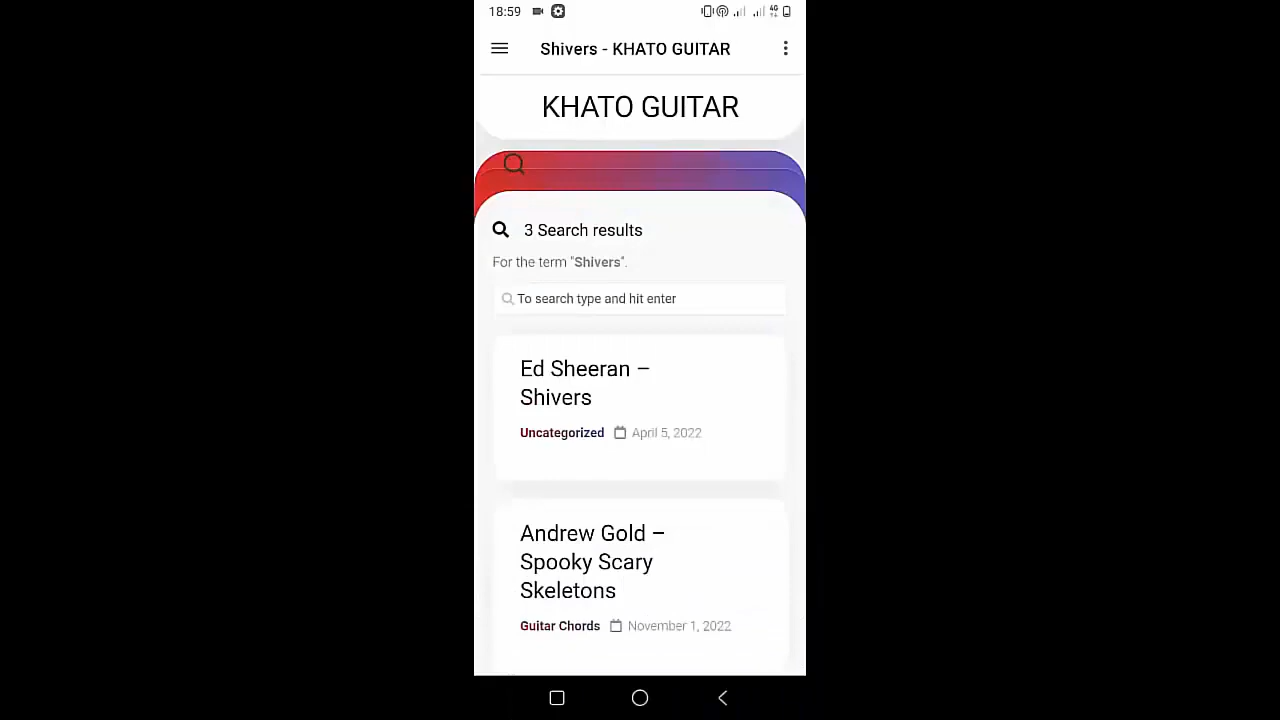 18:59
4G
Shivers - KHATO GUITAR
KHATO GUITAR
3 Search results
For the term "Shivers".
To search type and hit enter
Ed Sheeran –
Shivers
Uncategorized April 5, 2022
Andrew Gold –
Spooky Scary
Skeletons
Guitar Chords November 1, 2022